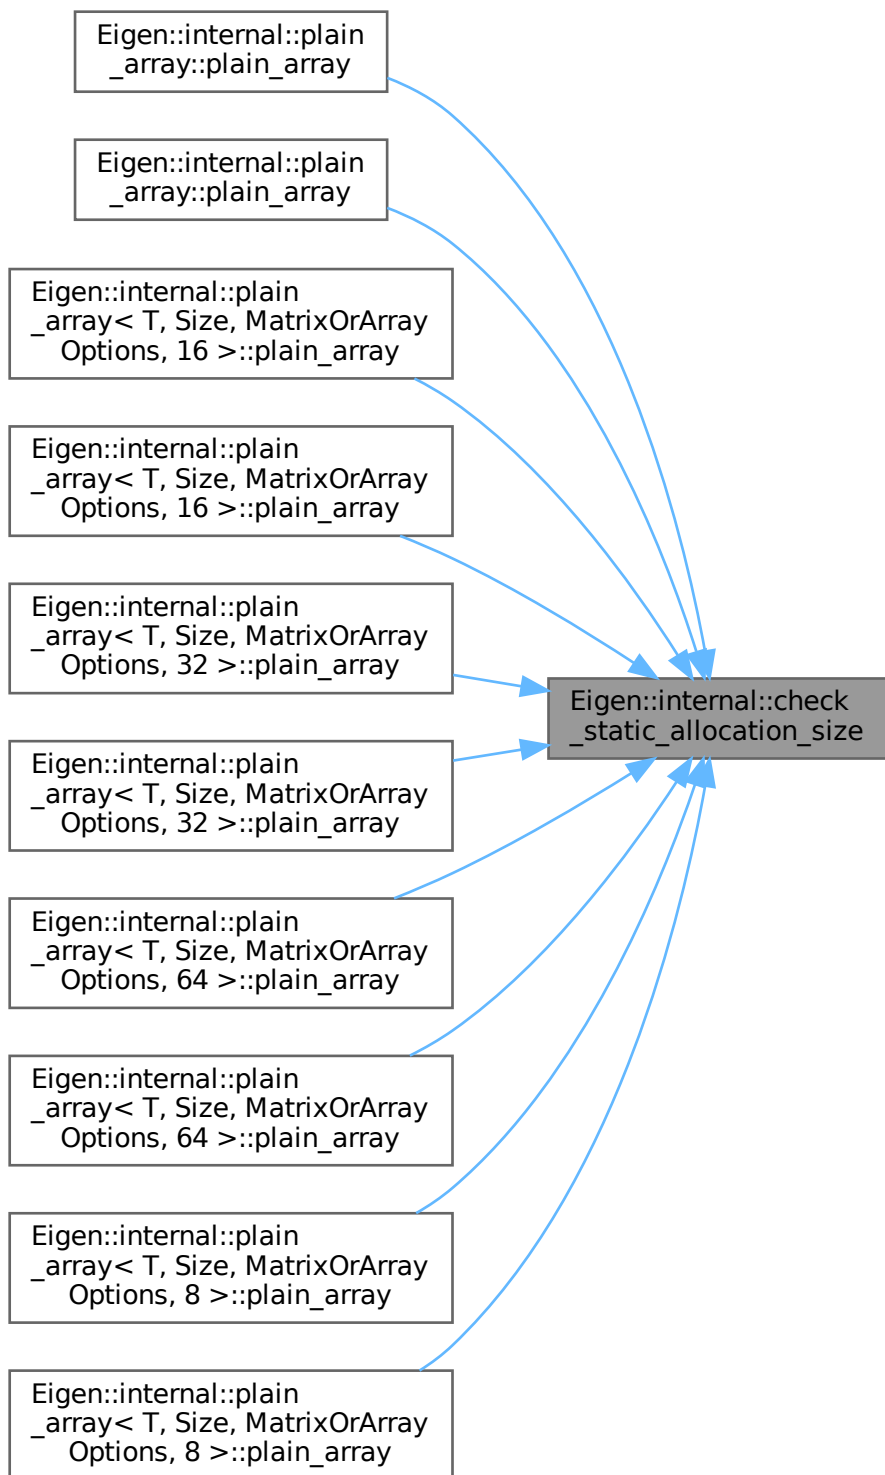 Eigen::internal::plain
_array::plain_array
Eigen::internal::plain
_array::plain_array
Eigen::internal::plain
_array< T, Size, MatrixOrArray
Options, 16 >::plain_array
Eigen::internal::plain
_array< T, Size, MatrixOrArray
Options, 16 >::plain_array
Eigen::internal::plain
_array< T, Size, MatrixOrArray
Options, 32 >::plain_array
Eigen::internal::check
_static_allocation_size
Eigen::internal::plain
_array< T, Size, MatrixOrArray
Options, 32 >::plain_array
Eigen::internal::plain
_array< T, Size, MatrixOrArray
Options, 64 >::plain_array
Eigen::internal::plain
_array< T, Size, MatrixOrArray
Options, 64 >::plain_array
Eigen::internal::plain
_array< T, Size, MatrixOrArray
Options, 8 >::plain_array
Eigen::internal::plain
_array< T, Size, MatrixOrArray
Options, 8 >::plain_array